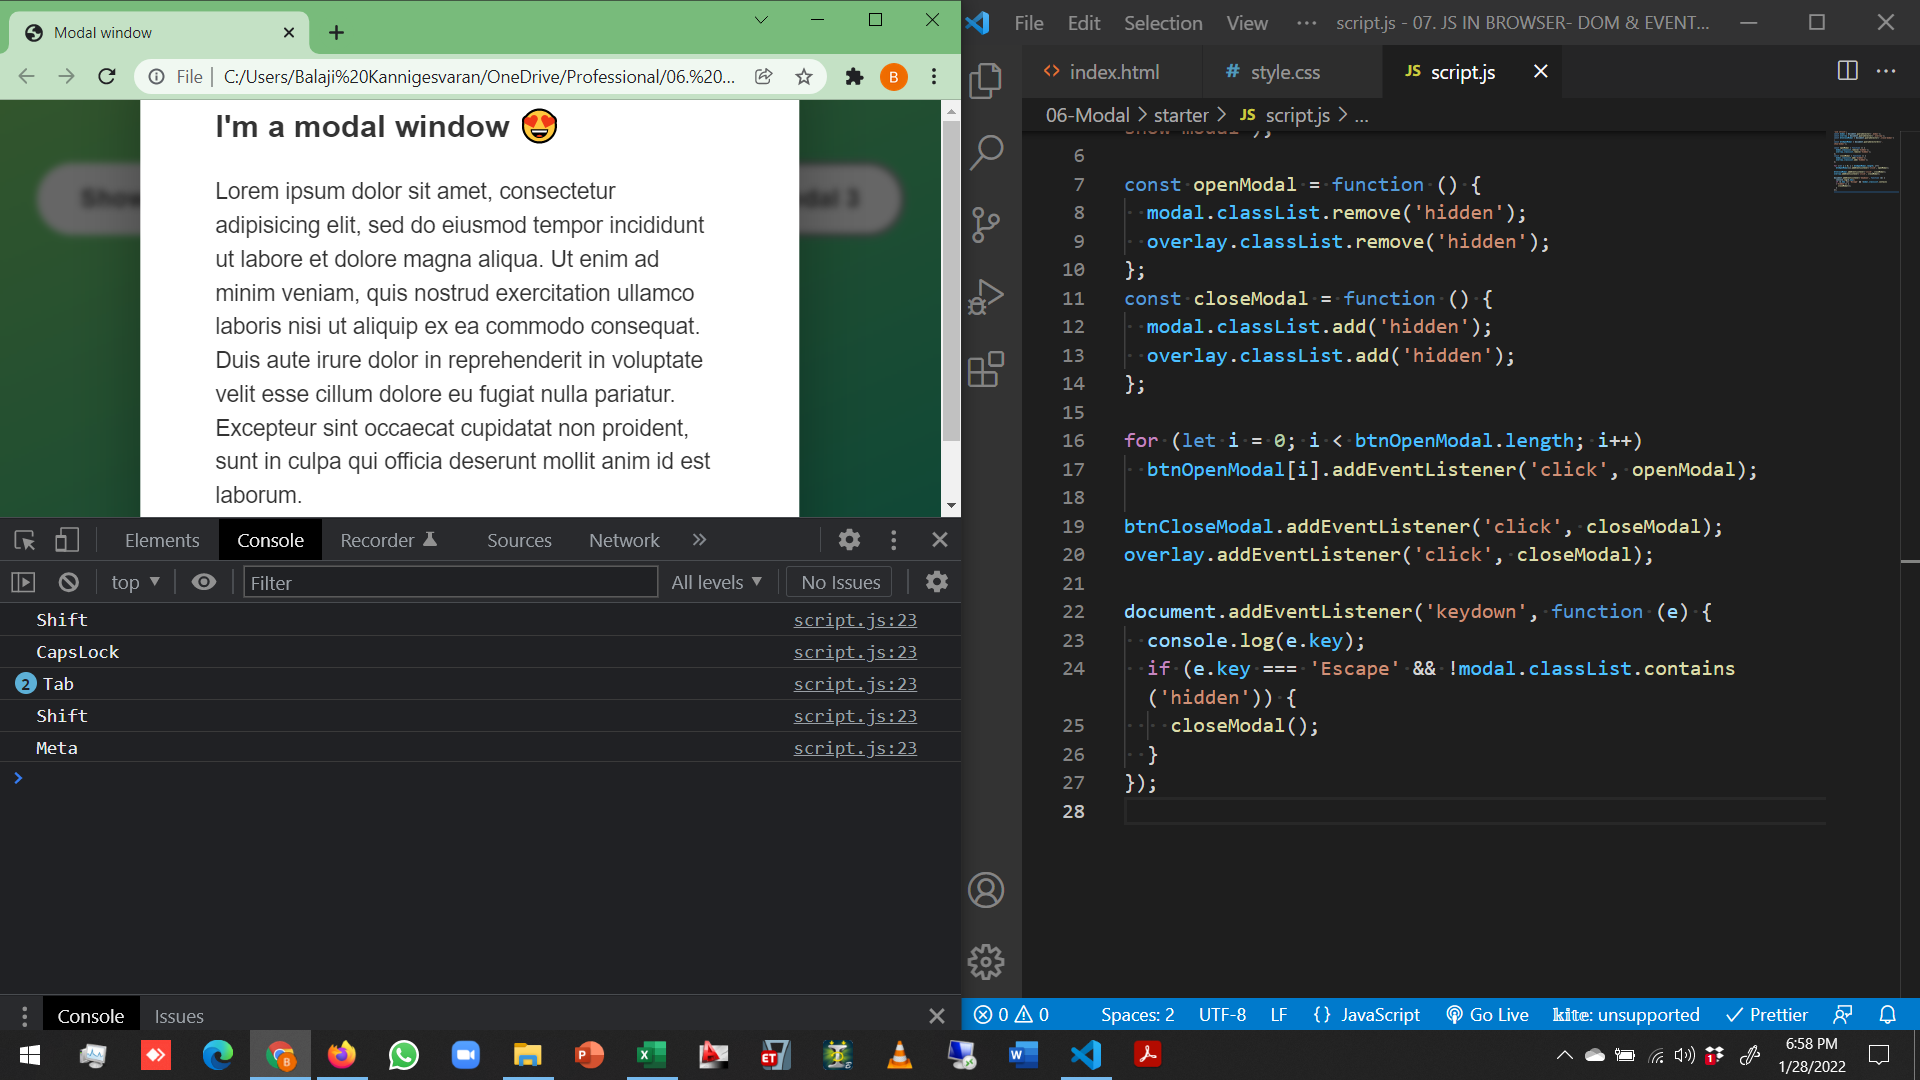 Modal window
File
C:/Users/Balaji%20Kannigesvaran/OneDrive/Professional/06.%20...
B
I'm a modal window 😍
Show
dal 3
Lorem ipsum dolor sit amet, consectetur
adipisicing elit, sed do eiusmod tempor incididunt
ut labore et dolore magna aliqua. Ut enim ad
minim veniam, quis nostrud exercitation ullamco
laboris nisi ut aliquip ex ea commodo consequat.
Duis aute irure dolor in reprehenderit in voluptate
velit esse cillum dolore eu fugiat nulla pariatur.
Excepteur sint occaecat cupidatat non proident,
sunt in culpa qui officia deserunt mollit anim id est
laborum.
Elements Console Recorder Sources Network »
top Filter All levels No Issues
Shift script.js:23
CapsLock script.js:23
2 Tab script.js:23
Shift script.js:23
Meta script.js:23
Console Issues
File Edit Selection View ··· script.js - 07. JS IN BROWSER- DOM & EVENT...
index.html # style.css JS script.js
06-Modal > starter > JS script.js > ...
6
7 const openModal = function () {
8 modal.classList.remove('hidden');
9 overlay.classList.remove('hidden');
10 };
11 const closeModal = function () {
12 modal.classList.add('hidden');
13 overlay.classList.add('hidden');
14 };
15
16 for (let i = 0; i < btnOpenModal.length; i++)
17 btnOpenModal[i].addEventListener('click', openModal);
18
19 btnCloseModal.addEventListener('click', closeModal);
20 overlay.addEventListener('click', closeModal);
21
22 document.addEventListener('keydown', function (e) {
23 console.log(e.key);
24 if (e.key === 'Escape' && !modal.classList.contains
('hidden')) {
25 closeModal();
26 }
27 });
28
0 0 Spaces: 2 UTF-8 LF {} JavaScript Go Live kite: unsupported Prettier
6:58 PM
1/28/2022